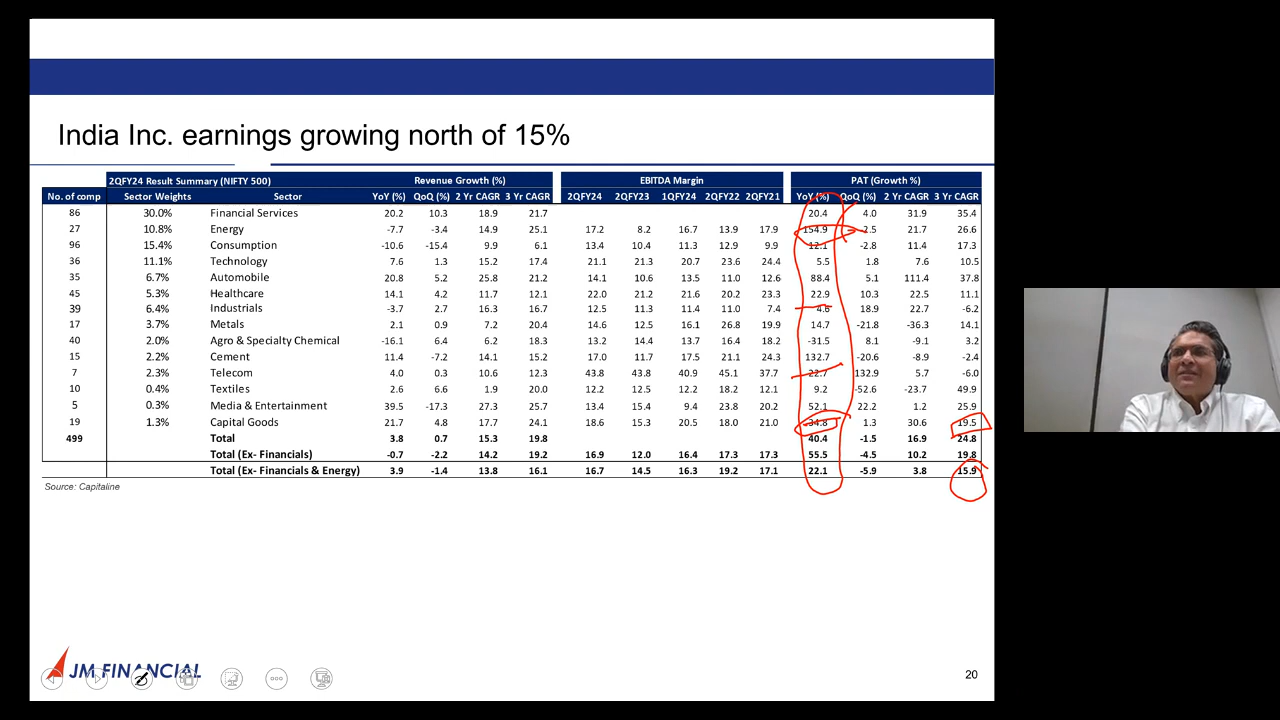 India Inc. earnings growing north of 15%
2QFY24 Result Summary (NIFTY 500) Revenue Growth (%) EBITDA Margin PAT (Growth %)
No. of comp Sector Weights Sector YoY (%) QoQ (%) 2 Yr CAGR 3 Yr CAGR 2QFY24 2QFY23 1QFY24 2QFY22 2QFY21 YoY (%) QoQ (%) 2 Yr CAGR 3 Yr CAGR
86 30.0% Financial Services 20.2 10.3 18.9 21.7 20.4 4.0 31.9 35.4
27 10.8% Energy -7.7 -3.4 14.9 25.1 17.2 8.2 16.7 13.9 17.9 154.9 -2.5 21.7 26.6
96 15.4% Consumption -10.6 -15.4 9.9 6.1 13.4 10.4 11.3 12.9 9.9 12.1 -2.8 11.4 17.3
36 11.1% Technology 7.6 1.3 15.2 17.4 21.1 21.3 20.7 23.6 24.4 5.5 1.8 7.6 10.5
35 6.7% Automobile 20.8 5.2 25.8 21.2 14.1 10.6 13.5 11.0 12.6 88.4 5.1 111.4 37.8
45 5.3% Healthcare 14.1 4.2 11.7 12.1 22.0 21.2 21.6 20.2 23.3 22.9 10.3 22.5 11.1
39 6.4% Industrials -3.7 2.7 16.3 16.7 12.5 11.3 11.4 11.0 7.4 4.6 18.9 22.7 -6.2
17 3.7% Metals 2.1 0.9 7.2 20.4 14.6 12.5 16.1 26.8 19.9 14.7 -21.8 -36.3 14.1
40 2.0% Agro & Specialty Chemical -16.1 6.4 6.2 18.3 13.2 14.4 13.7 16.4 18.2 -31.5 8.1 -9.1 3.2
15 2.2% Cement 11.4 -7.2 14.1 15.2 17.0 11.7 17.5 21.1 24.3 132.7 -20.6 -8.9 -2.4
7 2.3% Telecom 4.0 0.3 10.6 12.3 43.8 43.8 40.9 45.1 37.7 22.7 132.9 5.7 -6.0
10 0.4% Textiles 2.6 6.6 1.9 20.0 12.2 12.5 12.2 18.2 12.1 9.2 -52.6 -23.7 49.9
5 0.3% Media & Entertainment 39.5 -17.3 27.3 25.7 13.4 15.4 9.4 23.8 20.2 52.1 22.2 1.2 25.9
19 1.3% Capital Goods 21.7 4.8 17.7 24.1 18.6 15.3 20.5 18.0 21.0 34.8 1.3 30.6 19.5
499 Total 3.8 0.7 15.3 19.8 40.4 -1.5 16.9 24.8
Total (Ex- Financials) -0.7 -2.2 14.2 19.2 16.9 12.0 16.4 17.3 17.3 55.5 -4.5 10.2 19.8
Total (Ex- Financials & Energy) 3.9 -1.4 13.8 16.1 16.7 14.5 16.3 19.2 17.1 22.1 -5.9 3.8 15.9
Source: Capitaline
JM FINANCIAL
20